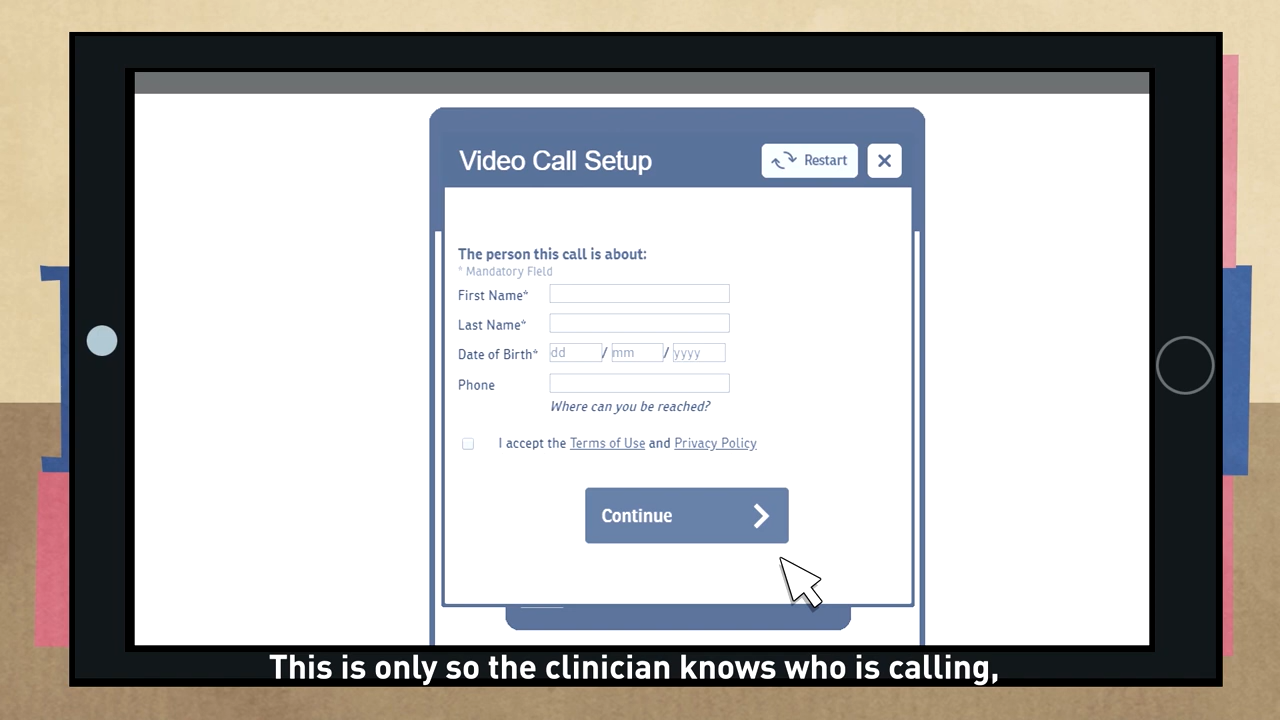 Video Call Setup
Restart
The person this call is about:
* Mandatory Field
First Name*
Last Name*
Date of Birth* dd / mm / yyyy
Phone
Where can you be reached?
I accept the Terms of Use and Privacy Policy
Continue
This is only so the clinician knows who is calling,